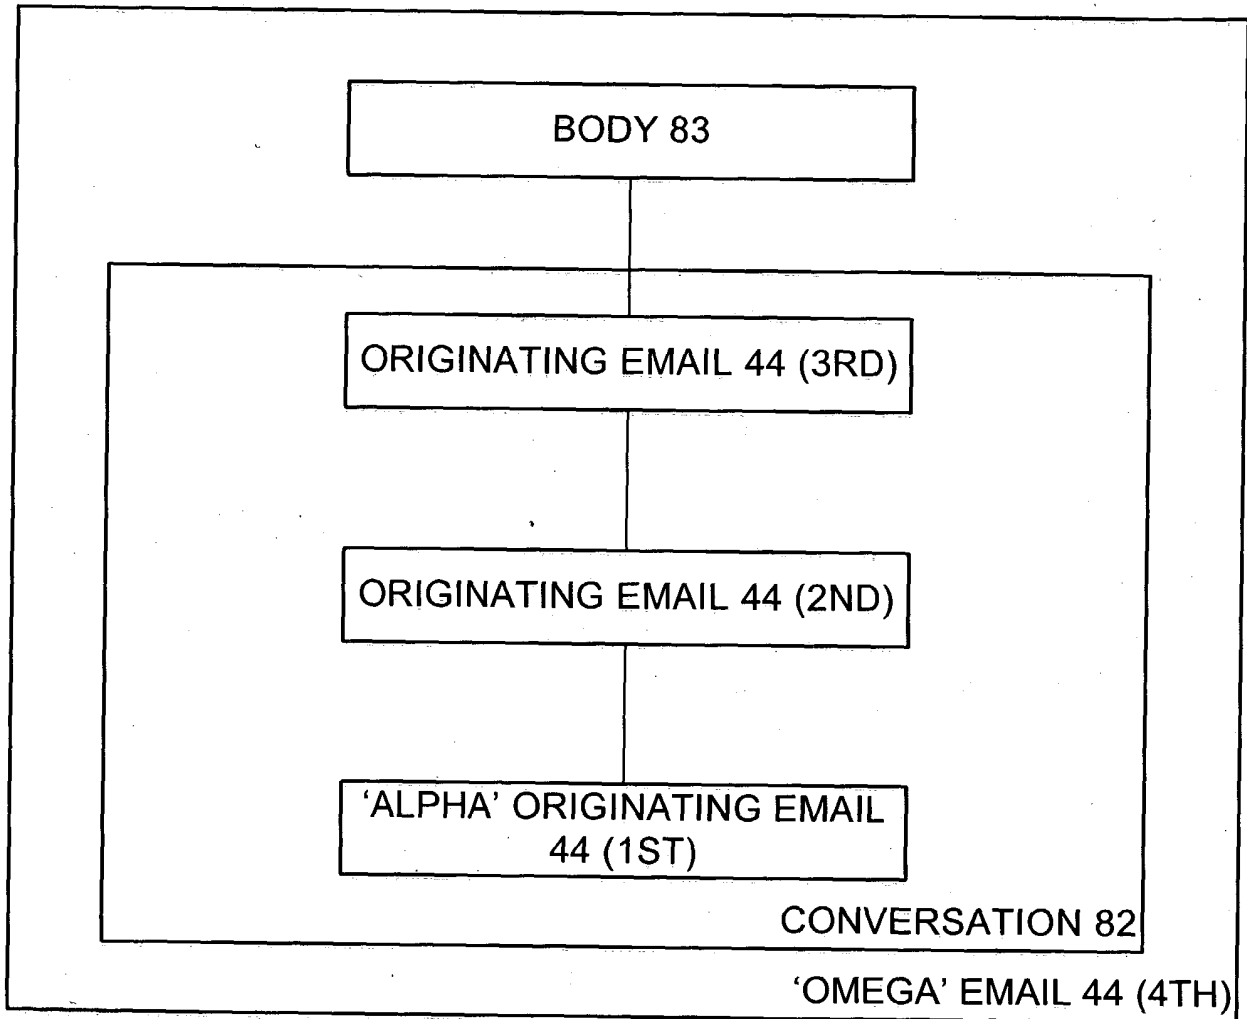 BODY 83
ORIGINATING EMAIL 44 (3RD)
ORIGINATING EMAIL 44 (2ND)
‘ALPHA’ ORIGINATING EMAIL
44 (1ST)
CONVERSATION 82
‘OMEGA’ EMAIL 44 (4TH)